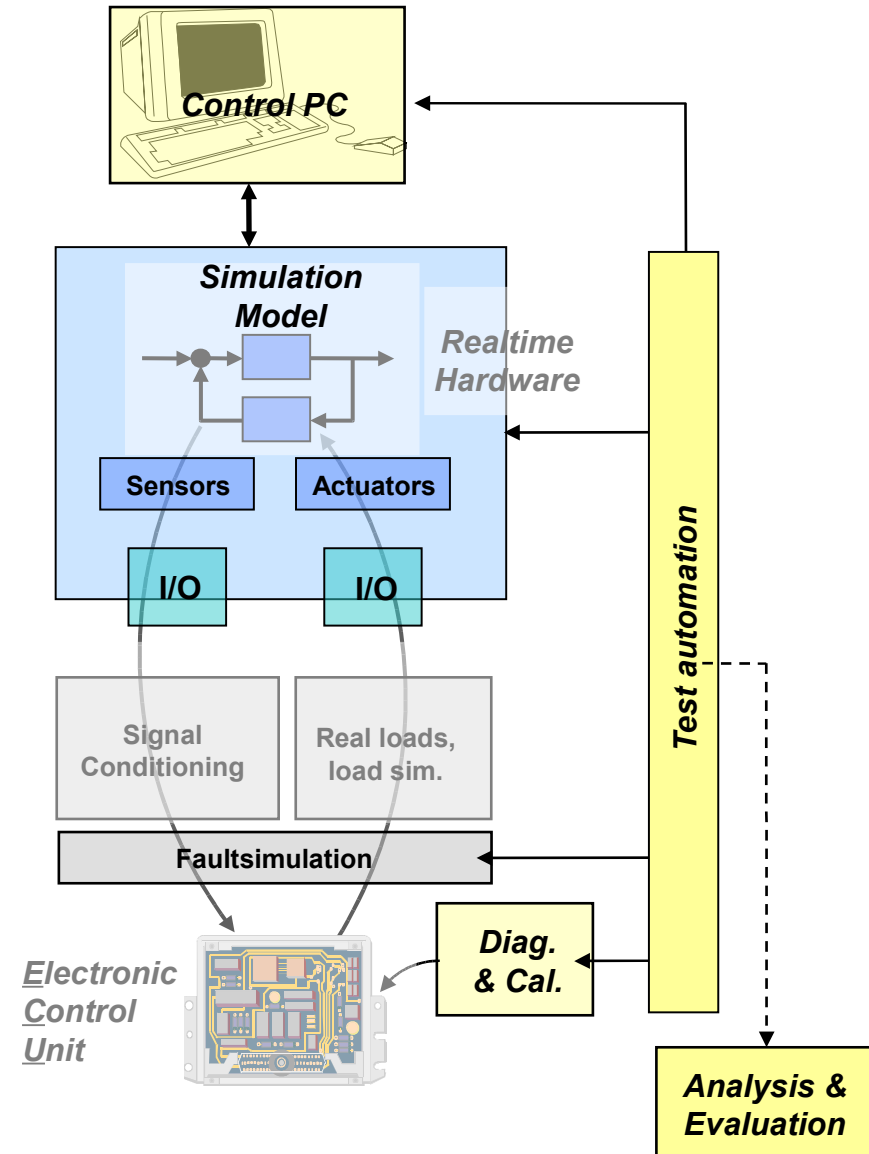 Control PC
Simulation
Model
Realtime
Hardware
Sensors
Actuators
I/O
I/O
Signal
Conditioning
Real loads,
load sim.
Faultsimulation
Test automation
Diag.
& Cal.
Electronic
Control
Unit
Analysis &
Evaluation